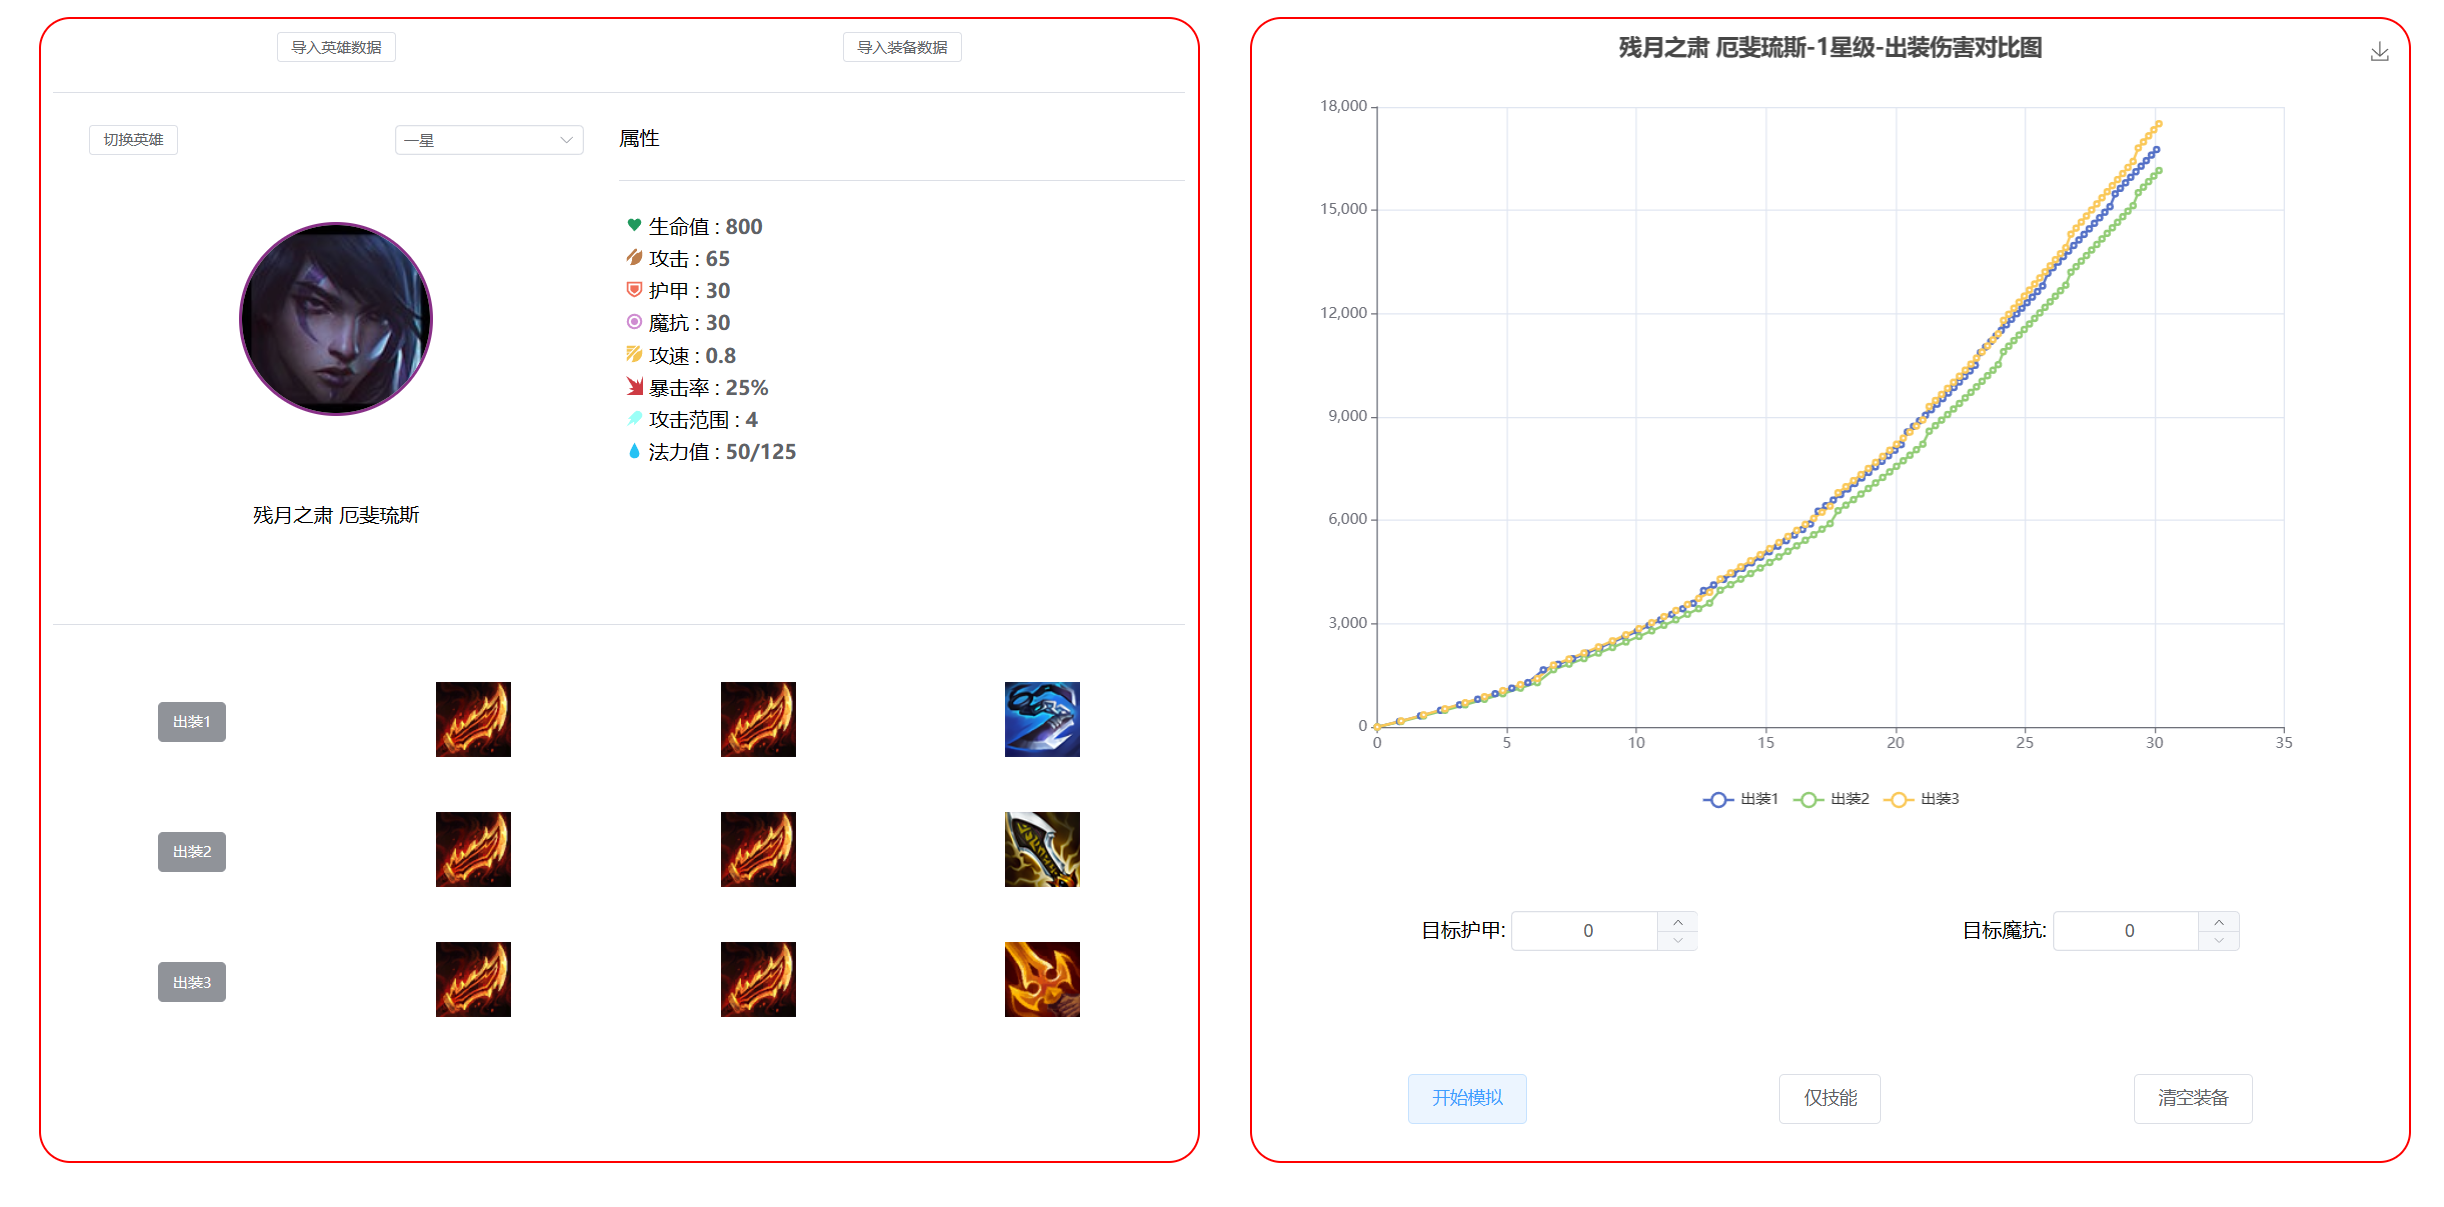 导入英雄数据
导入装备数据
切换英雄
一星
属性
生命值 : 800
攻击 : 65
护甲 : 30
魔抗 : 30
攻速 : 0.8
暴击率 : 25%
攻击范围 : 4
法力值 : 50/125
残月之肃 厄斐琉斯
出装1
出装2
出装3
残月之肃 厄斐琉斯-1星级-出装伤害对比图
18,000
15,000
12,000
9,000
6,000
3,000
0
0 5 10 15 20 25 30 35
出装1 出装2 出装3
目标护甲: 0
目标魔抗: 0
开始模拟
仅技能
清空装备